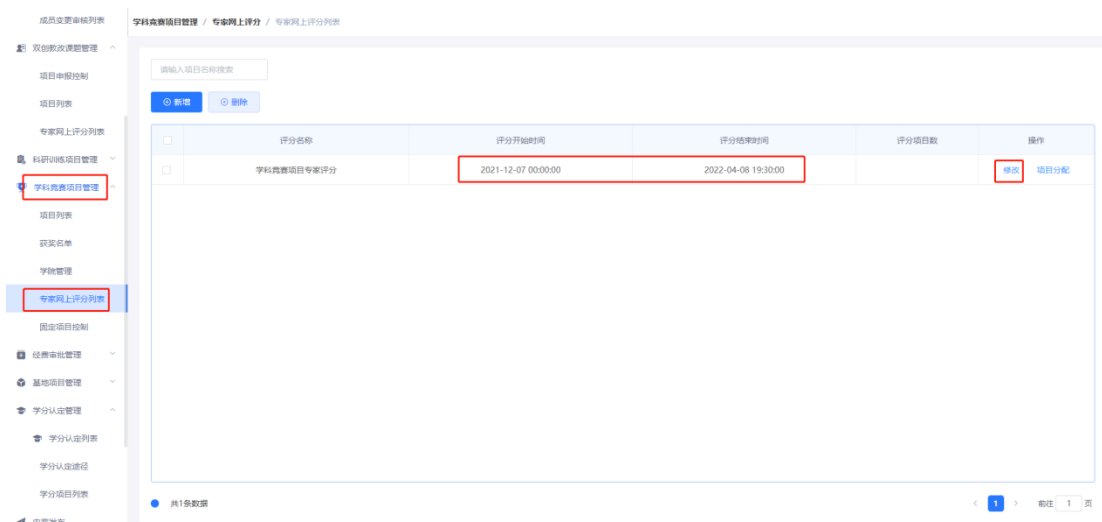 成员变更审核列表
学科竞赛项目管理 / 专家网上评分 / 专家网上评分列表
双创教改课题管理
项目申报控制
项目列表
专家网上评分列表
科研训练项目管理
学科竞赛项目管理
项目列表
获奖名单
学院管理
专家网上评分列表
固定项目控制
经费审批管理
基地项目管理
学分认定管理
学分认定列表
学分认定途径
学分项目列表
请输入项目名称搜索
新增 删除
评分名称 评分开始时间 评分结束时间 评分项目数 操作
学科竞赛项目专家评分 2021-12-07 00:00:00 2022-04-08 19:30:00 修改 项目分配
共1条数据 1 前往 1 页